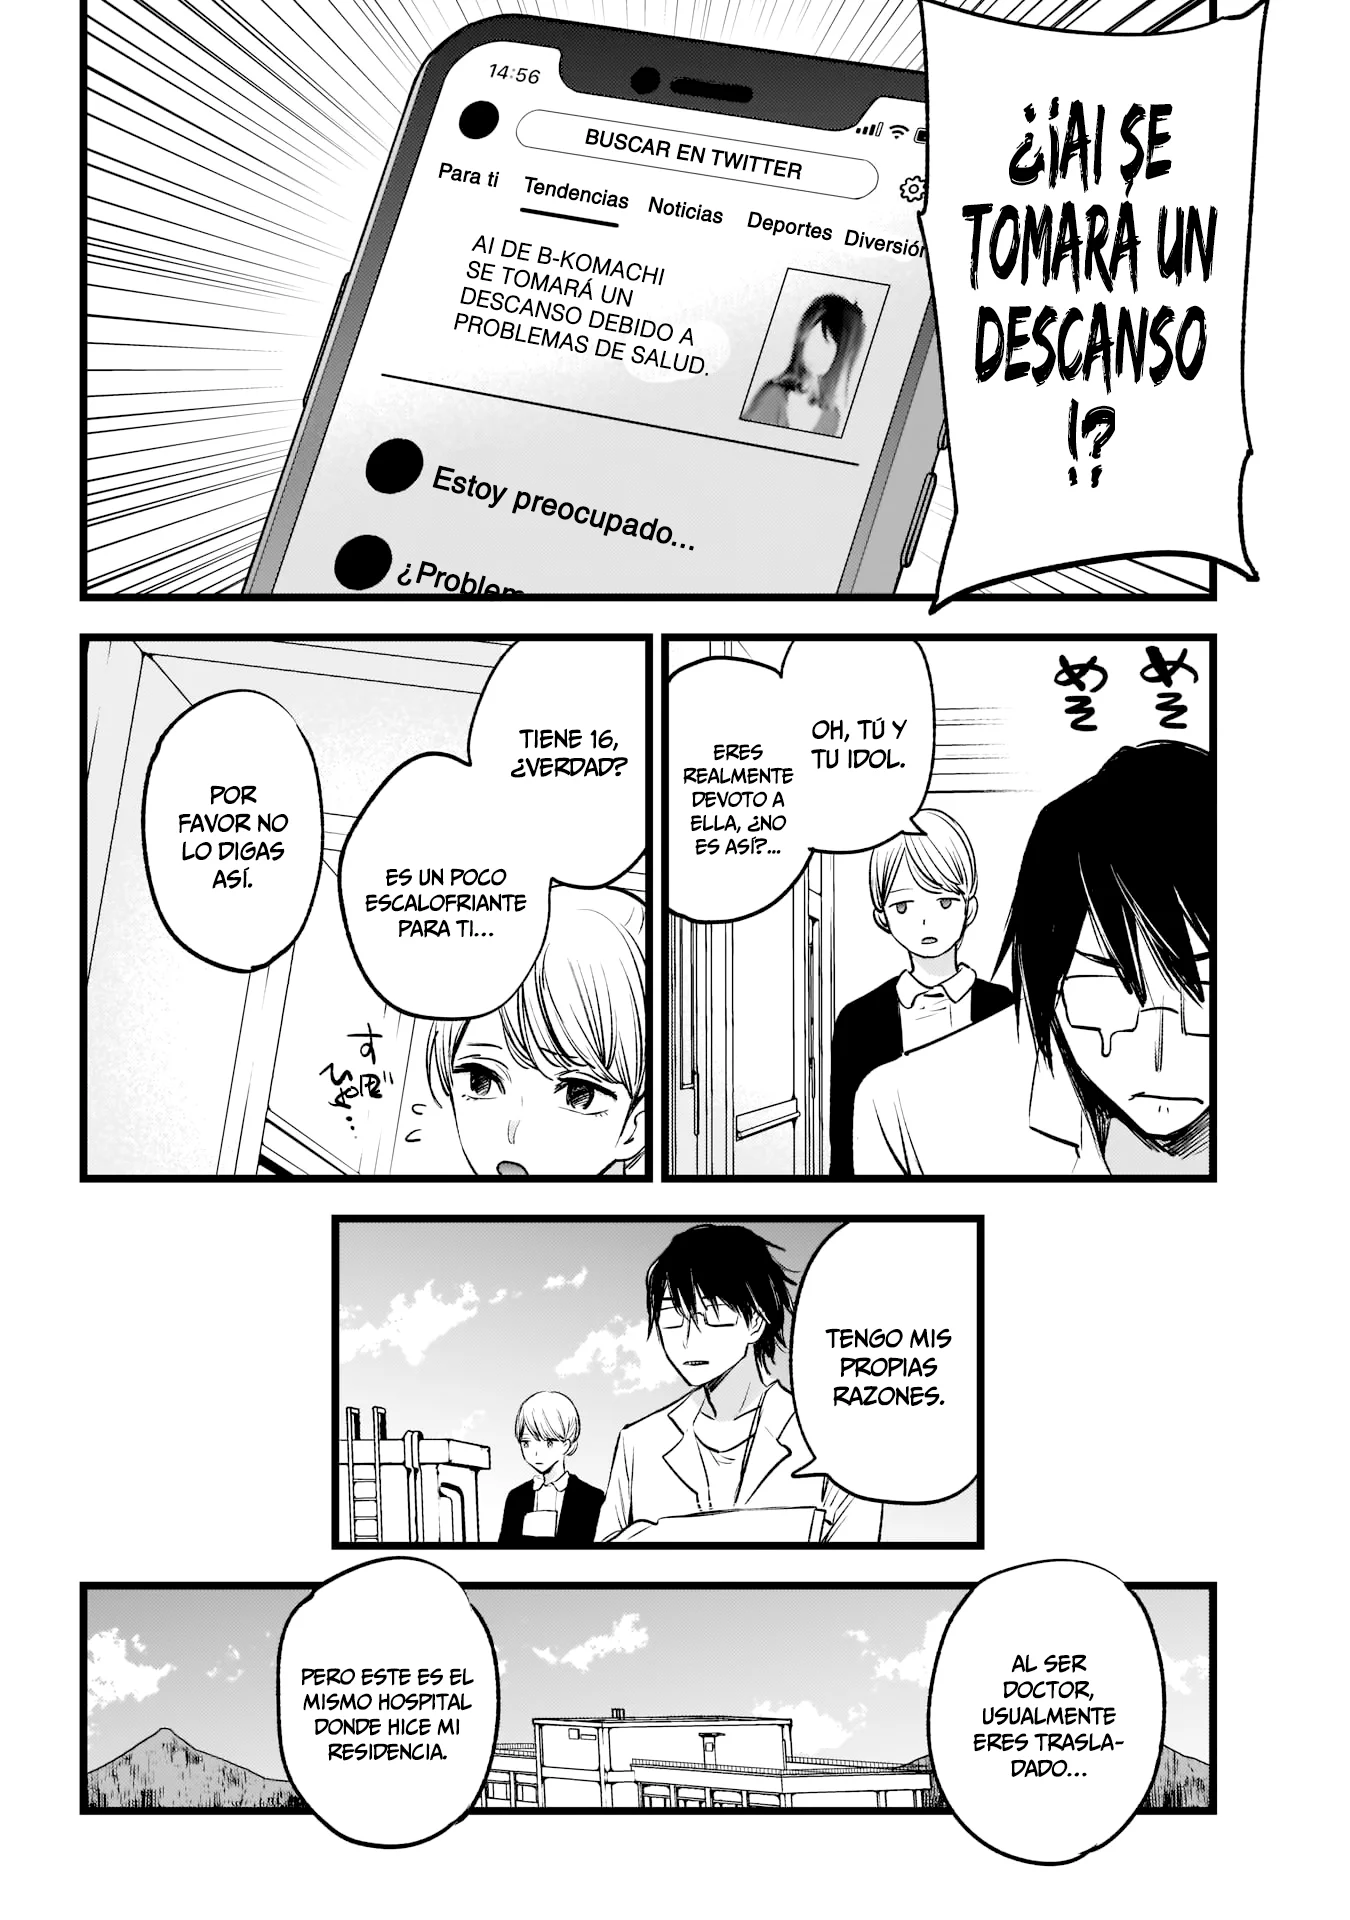 ¿¡AI SE
TOMARÁ UN
DESCANSO
!?
14:56
BUSCAR EN TWITTER
Para ti Tendencias Noticias Deportes Diversión
AI DE B-KOMACHI
SE TOMARÁ UN
DESCANSO DEBIDO A
PROBLEMAS DE SALUD.
Estoy preocupado...
¿Problem
めそ
めそ
OH, TÚ Y
TU IDOL.
ERES
REALMENTE
DEVOTO A
ELLA, ¿NO
ES ASÍ?...
TIENE 16,
¿VERDAD?
ES UN POCO
ESCALOFRIANTE
PARA TI...
POR
FAVOR NO
LO DIGAS
ASÍ.
TENGO MIS
PROPIAS
RAZONES.
AL SER
DOCTOR,
USUALMENTE
ERES TRASLA-
DADO...
PERO ESTE ES EL
MISMO HOSPITAL
DONDE HICE MI
RESIDENCIA.